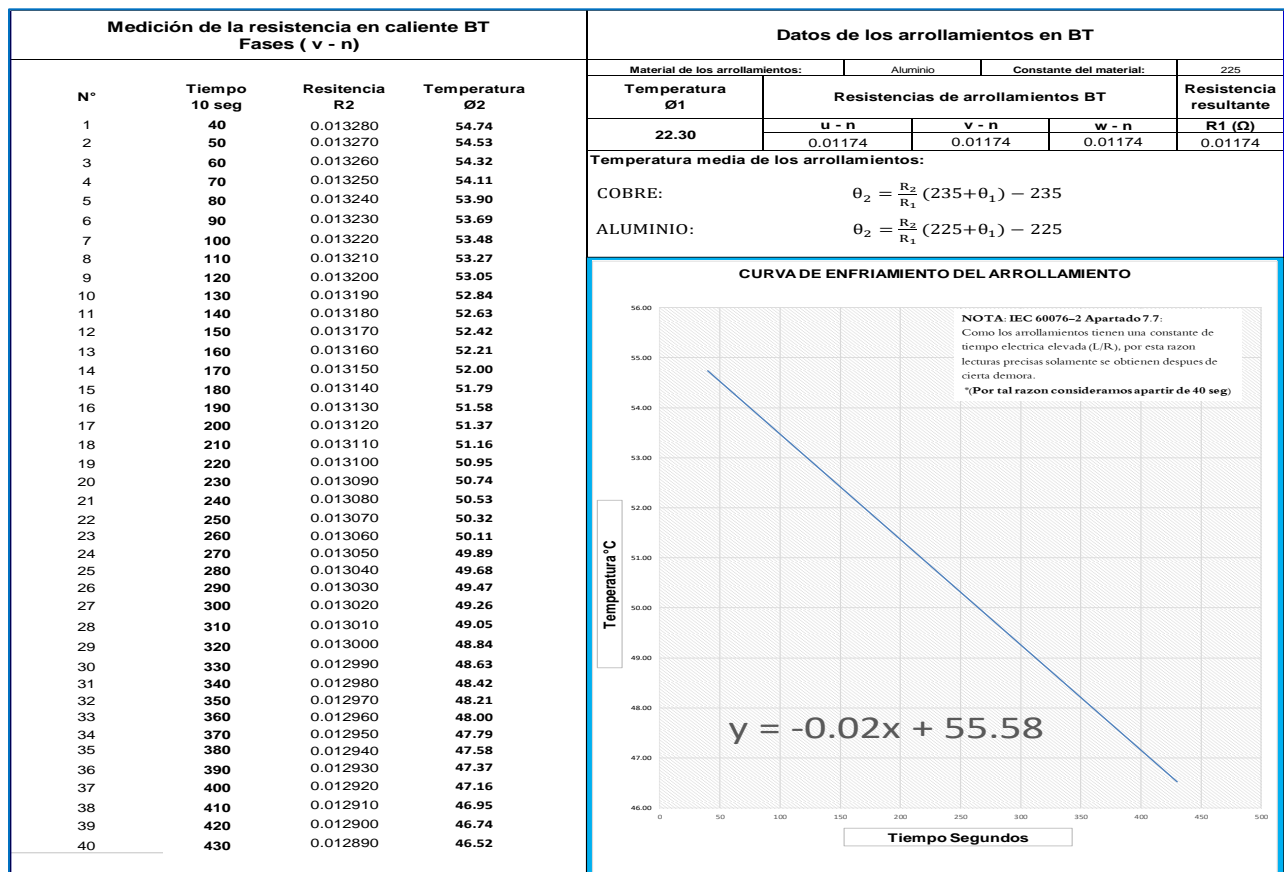 Medición de la resistencia en caliente BT
Fases ( v - n)
N° Tiempo 10 seg Resitencia R2 Temperatura Ø2
1 40 0.013280 54.74
2 50 0.013270 54.53
3 60 0.013260 54.32
4 70 0.013250 54.11
5 80 0.013240 53.90
6 90 0.013230 53.69
7 100 0.013220 53.48
8 110 0.013210 53.27
9 120 0.013200 53.05
10 130 0.013190 52.84
11 140 0.013180 52.63
12 150 0.013170 52.42
13 160 0.013160 52.21
14 170 0.013150 52.00
15 180 0.013140 51.79
16 190 0.013130 51.58
17 200 0.013120 51.37
18 210 0.013110 51.16
19 220 0.013100 50.95
20 230 0.013090 50.74
21 240 0.013080 50.53
22 250 0.013070 50.32
23 260 0.013060 50.11
24 270 0.013050 49.89
25 280 0.013040 49.68
26 290 0.013030 49.47
27 300 0.013020 49.26
28 310 0.013010 49.05
29 320 0.013000 48.84
30 330 0.012990 48.63
31 340 0.012980 48.42
32 350 0.012970 48.21
33 360 0.012960 48.00
34 370 0.012950 47.79
35 380 0.012940 47.58
36 390 0.012930 47.37
37 400 0.012920 47.16
38 410 0.012910 46.95
39 420 0.012900 46.74
40 430 0.012890 46.52
Datos de los arrollamientos en BT
Material de los arrollamientos: Aluminio Constante del material: 225
Temperatura Ø1 Resistencias de arrollamientos BT Resistencia resultante
22.30 u - n v - n w - n R1 (Ω)
0.01174 0.01174 0.01174 0.01174
Temperatura media de los arrollamientos:
COBRE: θ₂ = R₂/R₁ (235+θ₁) − 235
ALUMINIO: θ₂ = R₂/R₁ (225+θ₁) − 225
CURVA DE ENFRIAMIENTO DEL ARROLLAMIENTO
NOTA: IEC 60076–2 Apartado 7.7:
Como los arrollamientos tienen una constante de
tiempo electrica elevada (L/R), por esta razon
lecturas precisas solamente se obtienen despues de
cierta demora.
*(Por tal razon consideramos apartir de 40 seg)
56.00
55.00
54.00
53.00
52.00
51.00
50.00
49.00
48.00
47.00
46.00
Temperatura °C
y = -0.02x + 55.58
0 50 100 150 200 250 300 350 400 450 500
Tiempo Segundos